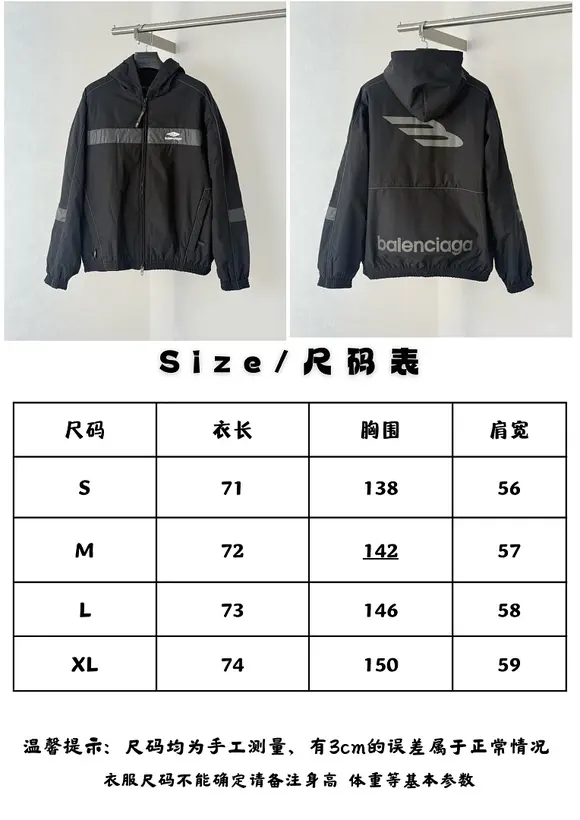 balenciaga
Size/尺码表
尺码 衣长 胸围 肩宽
S 71 138 56
M 72 142 57
L 73 146 58
XL 74 150 59
温馨提示：尺码均为手工测量，有3cm的误差属于正常情况
衣服尺码不能确定请备注身高 体重等基本参数